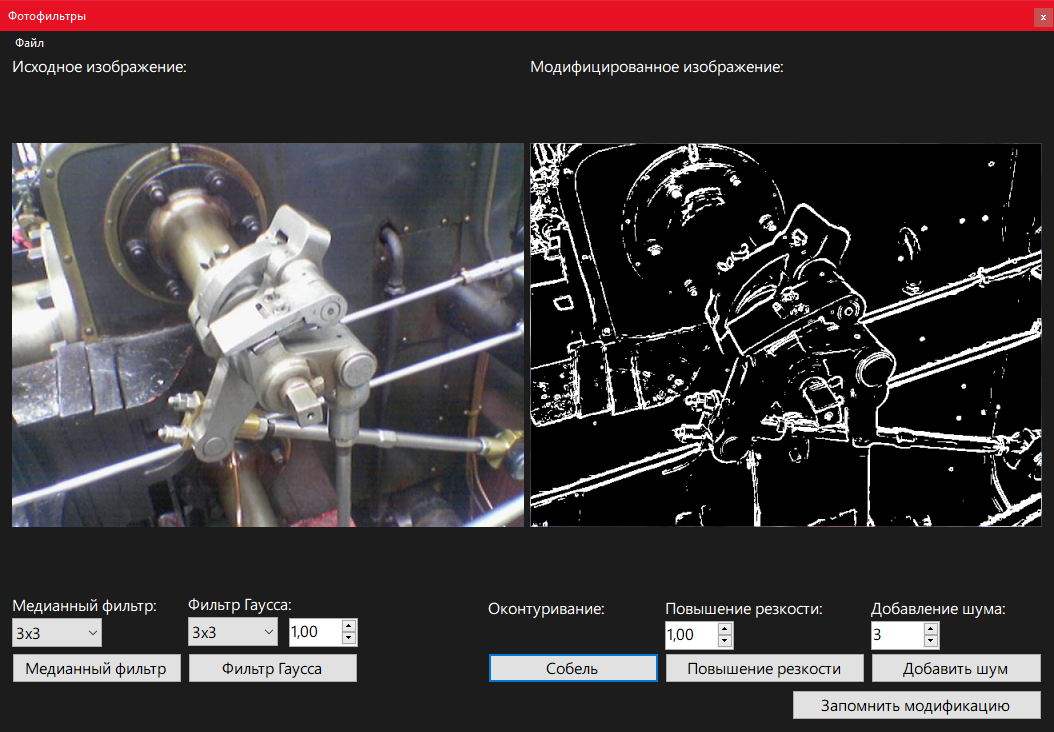 Фотофильтры
x
Файл
Исходное изображение:
Модифицированное изображение:
Медианный фильтр:
Фильтр Гаусса:
Оконтуривание:
Повышение резкости:
Добавление шума:
3x3
3x3
1,00
1,00
3
Медианный фильтр
Фильтр Гаусса
Собель
Повышение резкости
Добавить шум
Запомнить модификацию